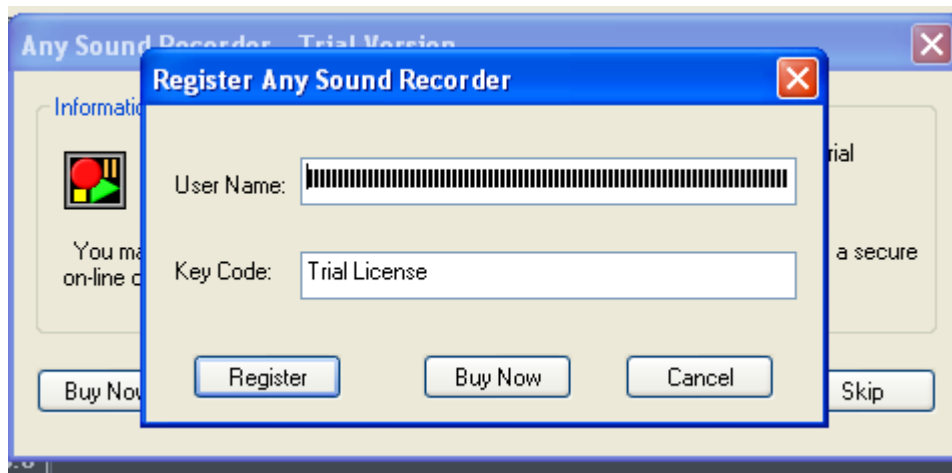 Any Sound Recorder Trial Version
Register Any Sound Recorder
rial
User Name:
You ma
a secure
on-line
Key Code:
Trial License
Register
Buy Now
Cancel
Buy Now
Skip